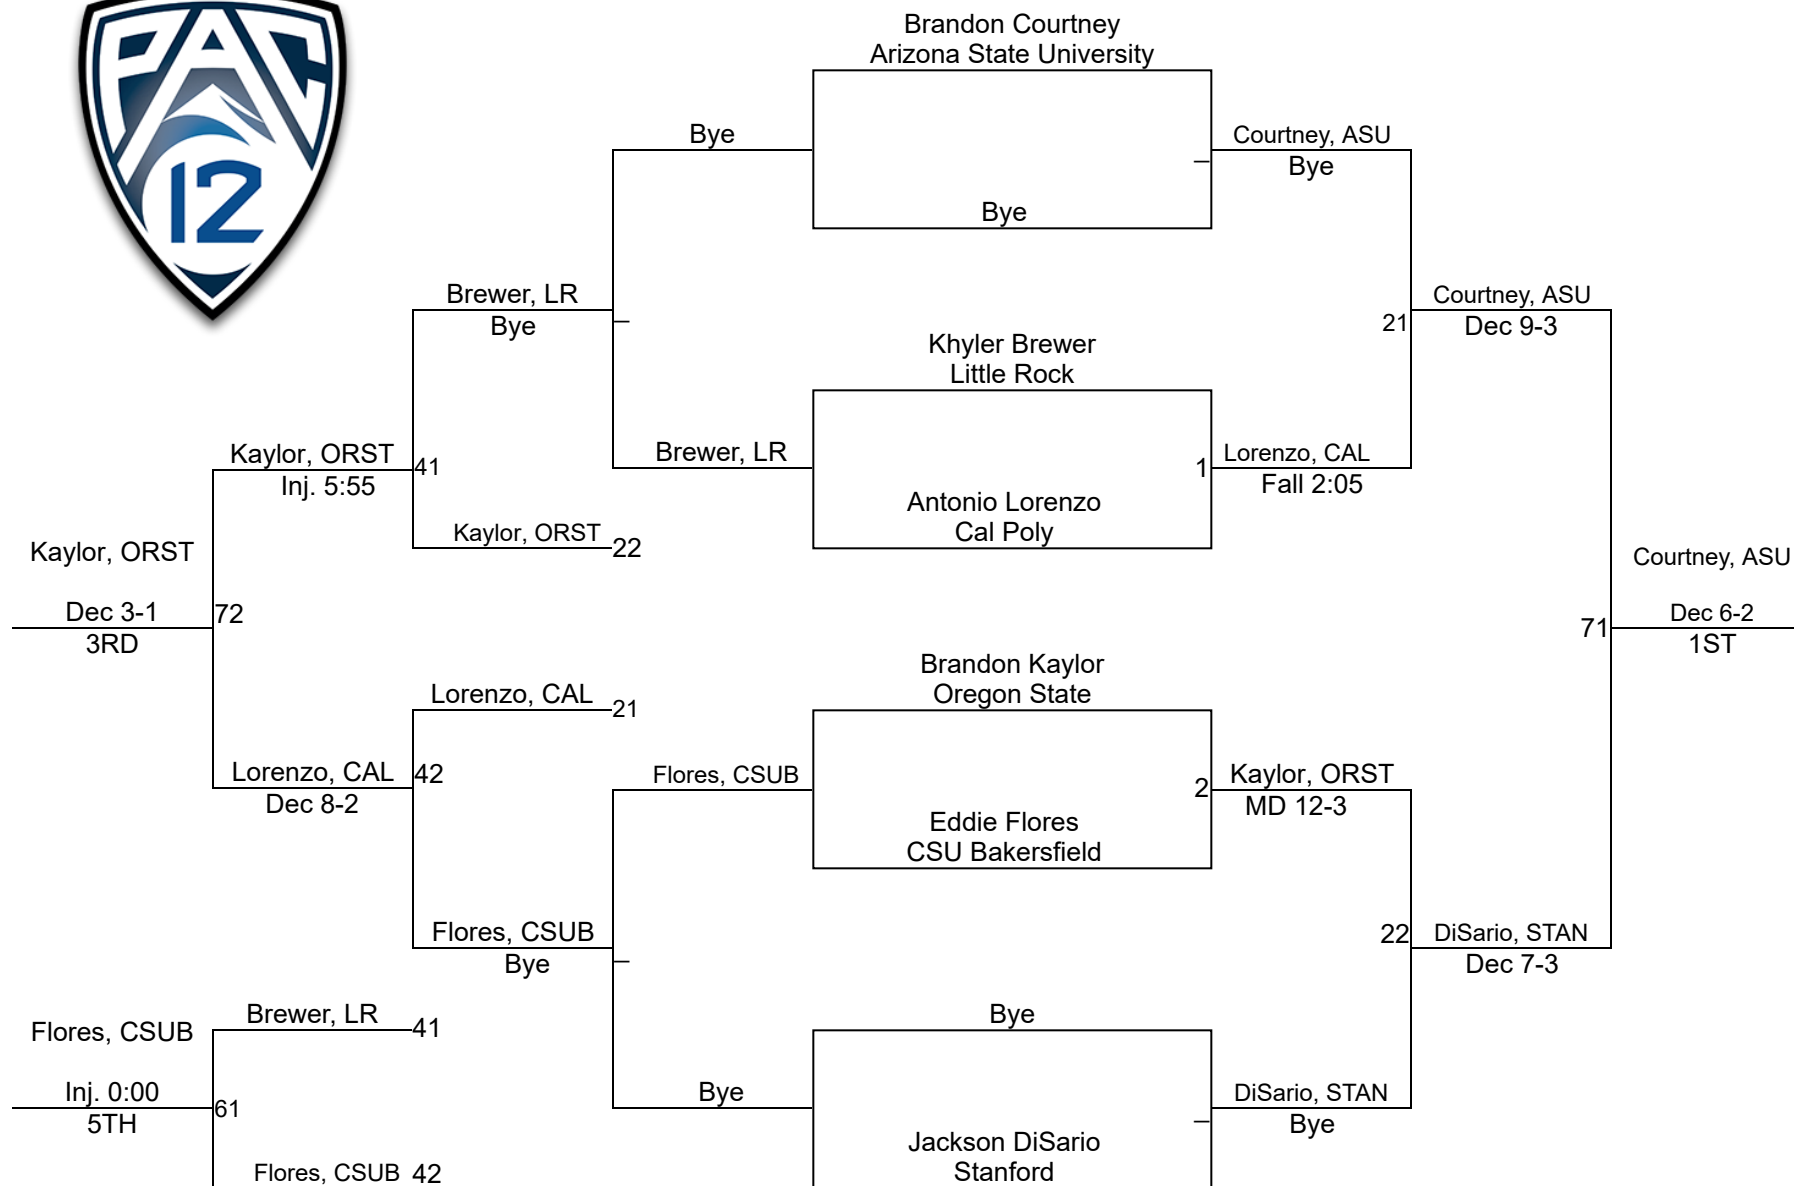 PAC
12
Brandon Courtney
Arizona State University
Bye
Courtney, ASU
Bye
Bye
Brewer, LR
Bye
Courtney, ASU
Dec 9-3
21
Khyler Brewer
Little Rock
Kaylor, ORST
Inj. 5:55
41
Brewer, LR
1
Lorenzo, CAL
Fall 2:05
Antonio Lorenzo
Cal Poly
Kaylor, ORST
22
Kaylor, ORST
Dec 3-1
3RD
72
Courtney, ASU
Dec 6-2
1ST
71
Brandon Kaylor
Oregon State
Lorenzo, CAL
21
Lorenzo, CAL
Dec 8-2
42
Flores, CSUB
2
Kaylor, ORST
MD 12-3
Eddie Flores
CSU Bakersfield
Flores, CSUB
Bye
22
DiSario, STAN
Dec 7-3
Flores, CSUB
Inj. 0:00
5TH
Brewer, LR
41
61
Bye
Bye
DiSario, STAN
Bye
Jackson DiSario
Stanford
Flores, CSUB
42